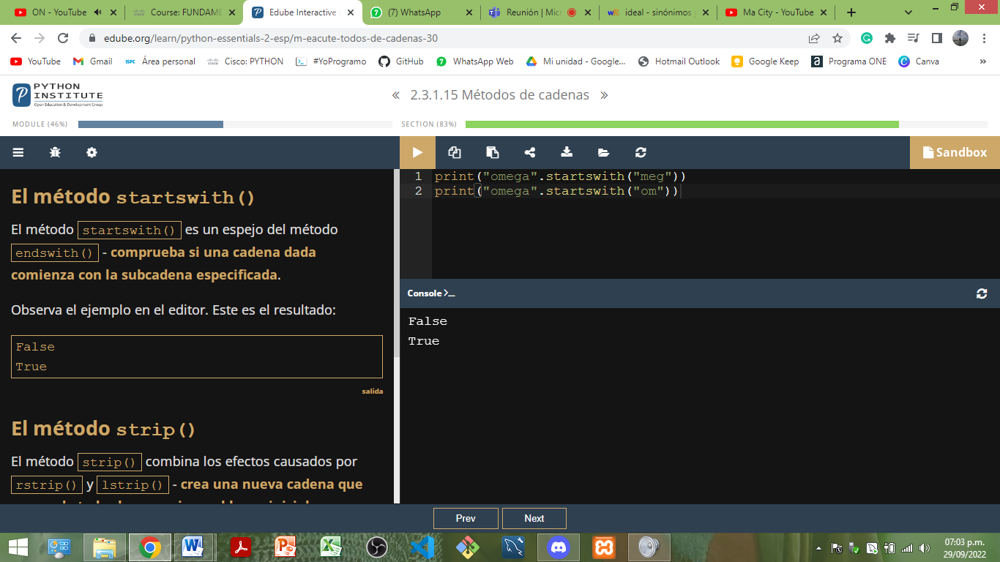 ON - YouTube
Course: FUNDAME
Edube Interactive
(7) WhatsApp
Reunión | Micr
ideal - sinónimos y
Ma City - YouTube
edube.org/learn/python-essentials-2-esp/m-eacute-todos-de-cadenas-30
YouTube
Gmail
Área personal
Cisco: PYTHON
#YoProgramo
GitHub
WhatsApp Web
Mi unidad - Google...
Hotmail Outlook
Google Keep
Programa ONE
Canva
PYTHON
INSTITUTE
Open Education & Development Group
« 2.3.1.15 Métodos de cadenas »
MODULE (46%)
SECTION (83%)
Sandbox
El método startswith()
El método startswith() es un espejo del método
endswith() - comprueba si una cadena dada
comienza con la subcadena especificada.
Observa el ejemplo en el editor. Este es el resultado:
False
True
salida
El método strip()
El método strip() combina los efectos causados por
rstrip() y lstrip() - crea una nueva cadena que
1 print("omega".startswith("meg"))
2 print("omega".startswith("om"))
Console
False
True
Prev
Next
07:03 p.m.
29/09/2022